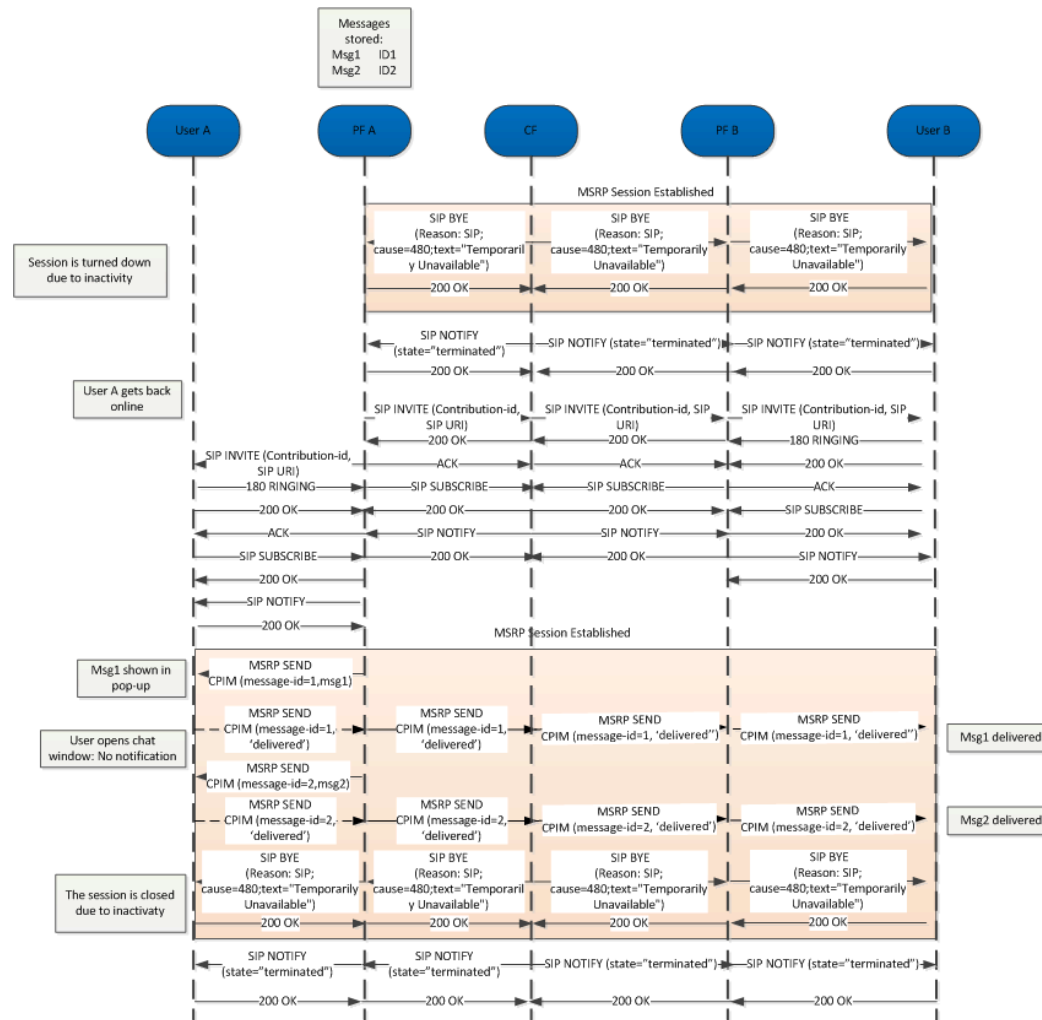 Messages
stored:
Msg1 ID1
Msg2 ID2
User A PF A CF PF B User B
MSRP Session Established
SIP BYE
(Reason: SIP;
cause=480;text="Temporaril
y Unavailable")
SIP BYE
(Reason: SIP;
cause=480;text="Temporarily
Unavailable")
SIP BYE
(Reason: SIP;
cause=480;text="Temporarily
Unavailable")
Session is turned down
due to inactivity
200 OK 200 OK 200 OK
SIP NOTIFY
(state="terminated")
SIP NOTIFY (state="terminated")
SIP NOTIFY (state="terminated")
200 OK 200 OK 200 OK
User A gets back
online
SIP INVITE (Contribution-id,
SIP URI)
SIP INVITE (Contribution-id, SIP
URI)
SIP INVITE (Contribution-id, SIP
URI)
200 OK 200 OK 180 RINGING
SIP INVITE (Contribution-id,
SIP URI)
ACK ACK 200 OK
180 RINGING SIP SUBSCRIBE SIP SUBSCRIBE ACK
200 OK 200 OK 200 OK SIP SUBSCRIBE
ACK SIP NOTIFY SIP NOTIFY 200 OK
SIP SUBSCRIBE 200 OK 200 OK SIP NOTIFY
200 OK 200 OK
SIP NOTIFY
200 OK
MSRP Session Established
Msg1 shown in
pop-up
MSRP SEND
CPIM (message-id=1,msg1)
User opens chat
window: No notification
MSRP SEND
CPIM (message-id=1,
‘delivered’)
MSRP SEND
CPIM (message-id=1,
‘delivered’)
MSRP SEND
CPIM (message-id=1, ‘delivered’’)
MSRP SEND
CPIM (message-id=1, ‘delivered’’)
Msg1 delivered
MSRP SEND
CPIM (message-id=2,msg2)
MSRP SEND
CPIM (message-id=2,
‘delivered’)
MSRP SEND
CPIM (message-id=2,
‘delivered’)
MSRP SEND
CPIM (message-id=2, ‘delivered’)
MSRP SEND
CPIM (message-id=2, ‘delivered’)
Msg2 delivered
The session is closed
due to inactivaty
SIP BYE
(Reason: SIP;
cause=480;text="Temporarily
Unavailable")
SIP BYE
(Reason: SIP;
cause=480;text="Temporaril
y Unavailable")
SIP BYE
(Reason: SIP;
cause=480;text="Temporarily
Unavailable")
SIP BYE
(Reason: SIP;
cause=480;text="Temporarily
Unavailable")
200 OK 200 OK 200 OK 200 OK
SIP NOTIFY
(state="terminated")
SIP NOTIFY
(state="terminated")
SIP NOTIFY (state="terminated")
SIP NOTIFY (state="terminated")
200 OK 200 OK 200 OK 200 OK